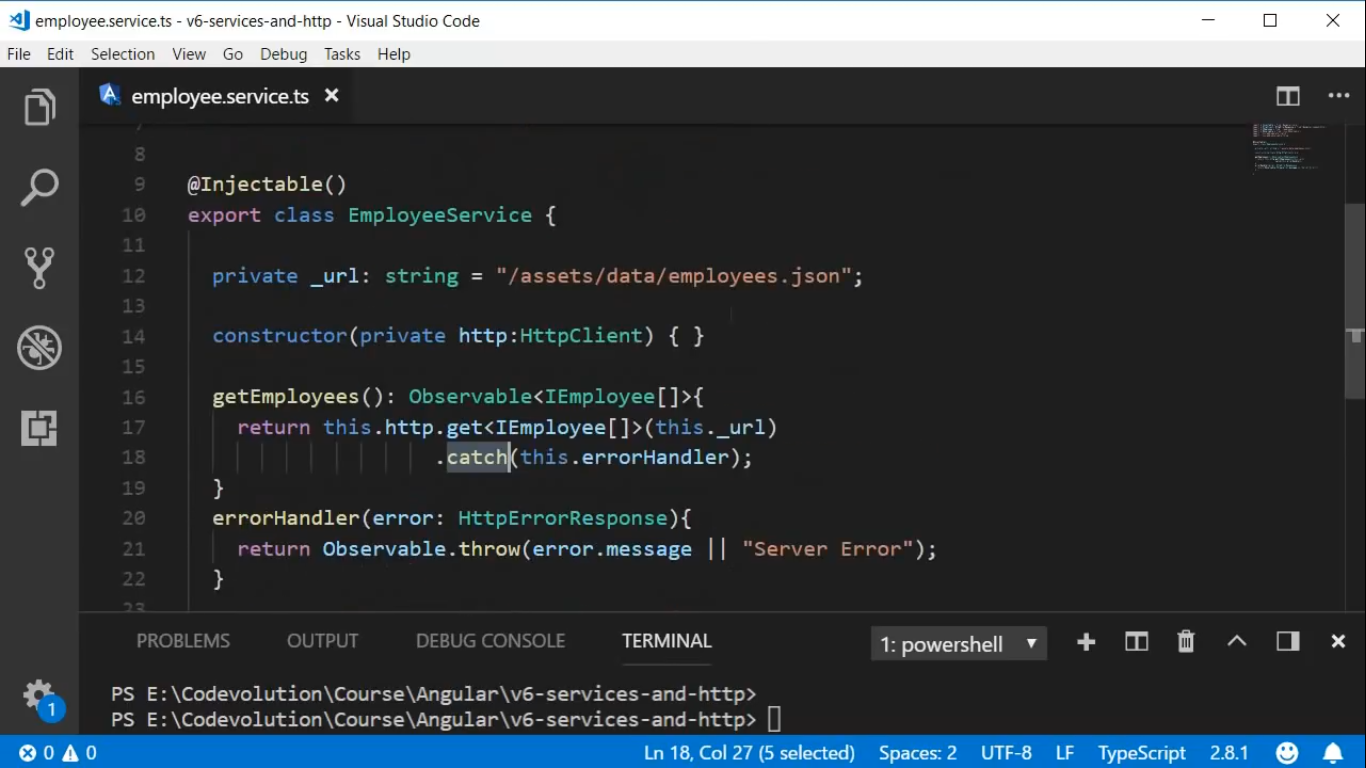 employee.service.ts - v6-services-and-http - Visual Studio Code
File Edit Selection View Go Debug Tasks Help
employee.service.ts
7
8
9 @Injectable()
10 export class EmployeeService {
11
12 private _url: string = "/assets/data/employees.json";
13
14 constructor(private http:HttpClient) { }
15
16 getEmployees(): Observable<IEmployee[]>{
17 return this.http.get<IEmployee[]>(this._url)
18 .catch(this.errorHandler);
19 }
20 errorHandler(error: HttpErrorResponse){
21 return Observable.throw(error.message || "Server Error");
22 }
23
PROBLEMS OUTPUT DEBUG CONSOLE TERMINAL 1: powershell
PS E:\Codevolution\Course\Angular\v6-services-and-http>
PS E:\Codevolution\Course\Angular\v6-services-and-http>
1
0 0 Ln 18, Col 27 (5 selected) Spaces: 2 UTF-8 LF TypeScript 2.8.1